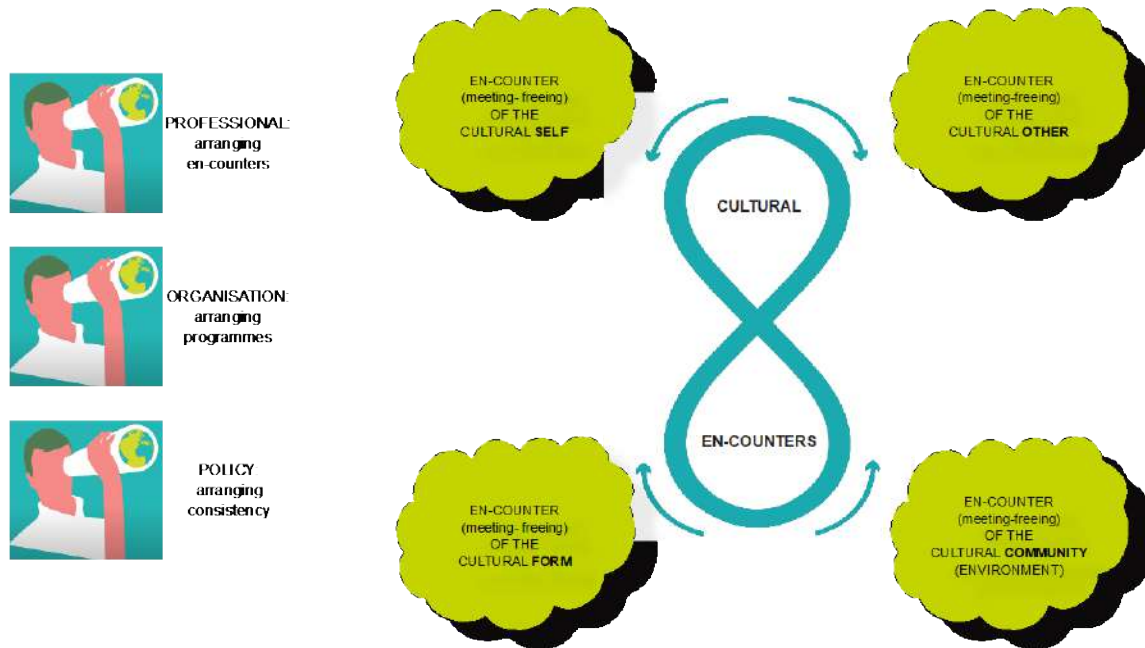 PROFESSIONAL:
arranging
en-counters
ORGANISATION:
arranging
programmes
POLICY
arranging
consistency
EN-COUNTER
(meeting- freeing)
OF THE
CULTURAL SELF
EN-COUNTER
(meeting-freeing)
OF THE
CULTURAL OTHER
CULTURAL
EN-COUNTERS
EN-COUNTER
(meeting- freeing)
OF THE
CULTURAL FORM
EN-COUNTER
(meeting-freeing)
OF THE
CULTURAL COMMUNITY
(ENVIRONMENT)